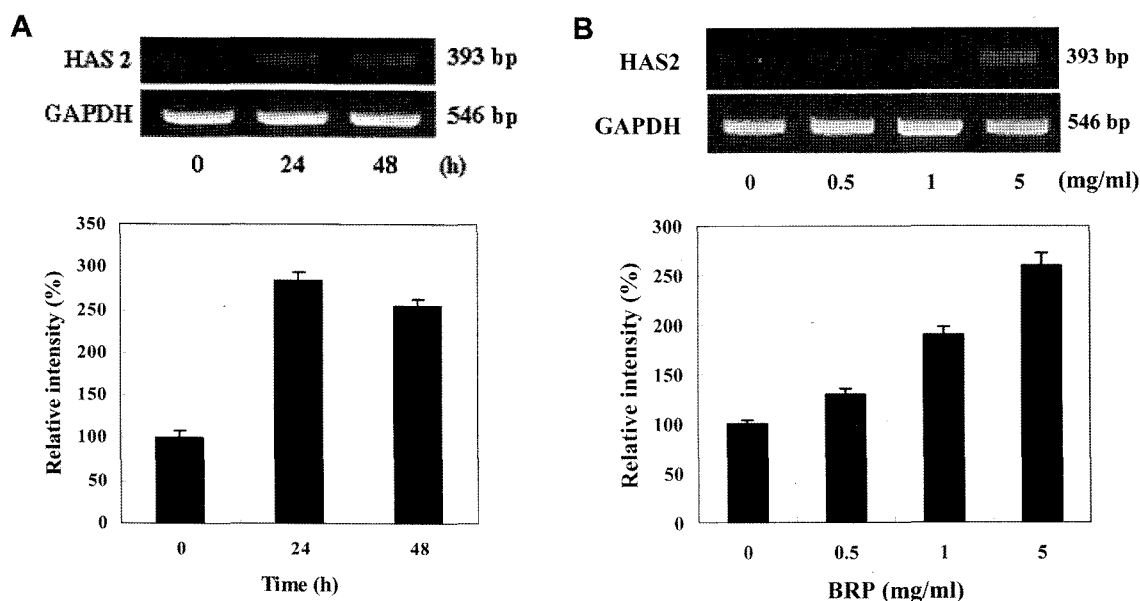 A
HAS 2
393 bp
GAPDH
546 bp
0 24 48 (h)
Relative intensity (%)
350
300
250
200
150
100
50
0
0 24 48
Time (h)
B
HAS2
393 bp
GAPDH
546 bp
0 0.5 1 5 (mg/ml)
Relative intensity (%)
300
250
200
150
100
50
0
0 0.5 1 5
BRP (mg/ml)